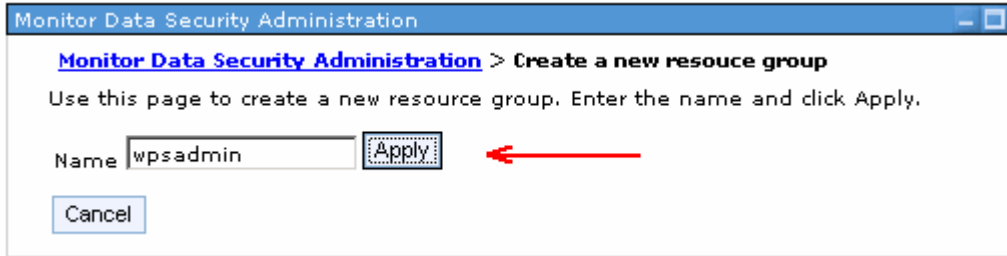 Monitor Data Security Administration
Monitor Data Security Administration > Create a new resouce group
Use this page to create a new resource group. Enter the name and click Apply.
Name wpsadmin Apply
Cancel